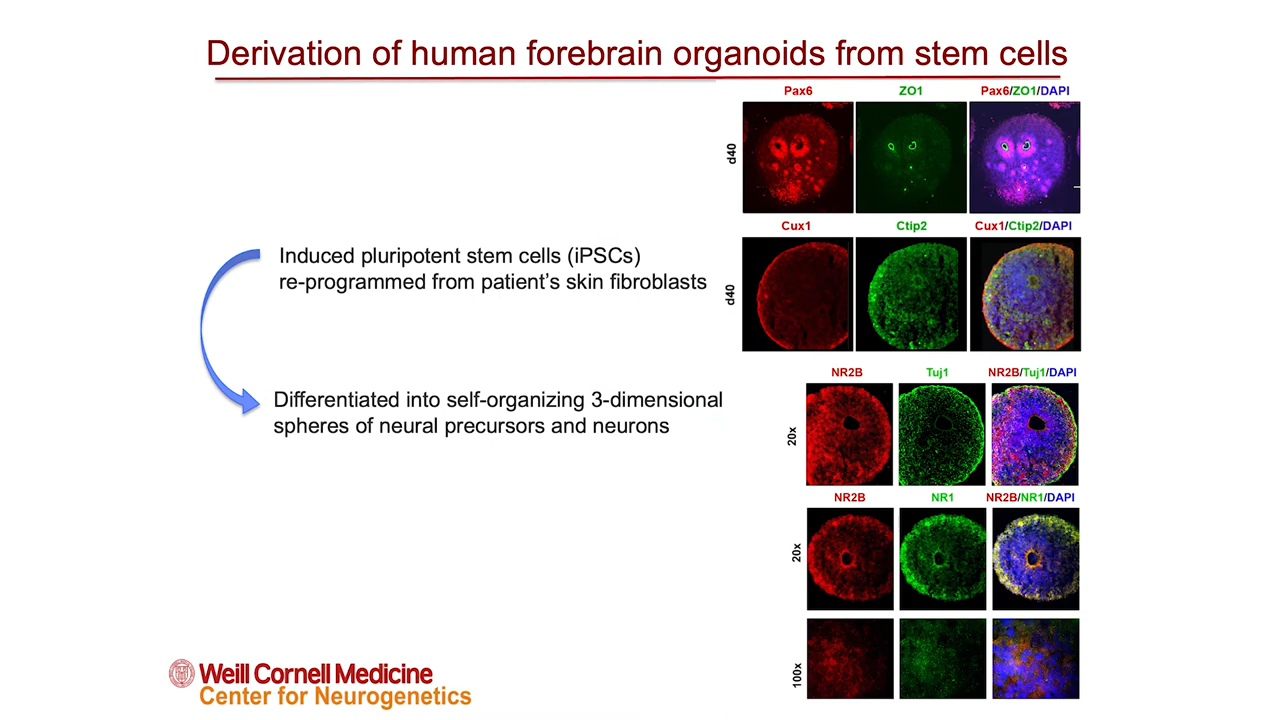 Derivation of human forebrain organoids from stem cells
Pax6 ZO1 Pax6/ZO1/DAPI
d40
Cux1 Ctip2 Cux1/Ctip2/DAPI
d40
Induced pluripotent stem cells (iPSCs)
re-programmed from patient's skin fibroblasts
NR2B Tuj1 NR2B/Tuj1/DAPI
20x
Differentiated into self-organizing 3-dimensional
spheres of neural precursors and neurons
NR2B NR1 NR2B/NR1/DAPI
20x
100x
Weill Cornell Medicine
Center for Neurogenetics